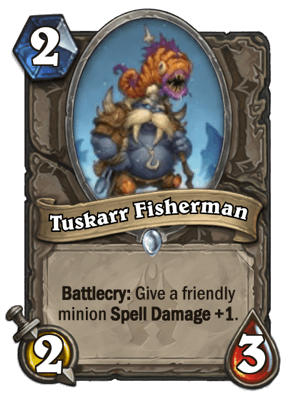 2
Tuskarr Fisherman
Battlecry: Give a friendly
minion Spell Damage +1.
2 3